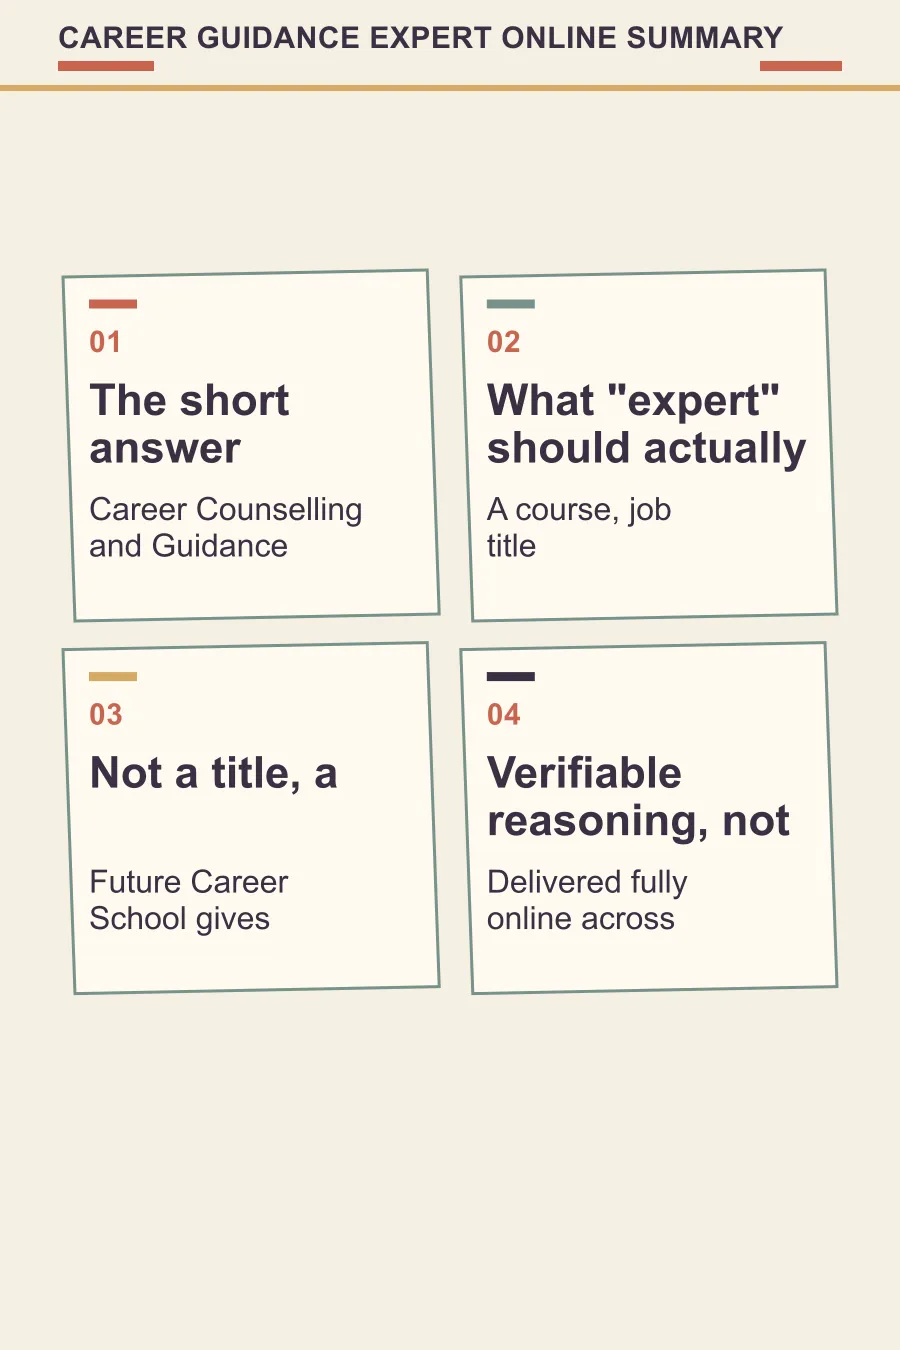 CAREER GUIDANCE EXPERT ONLINE SUMMARY
01
The short
answer
Career Counselling
and Guidance
02
What "expert"
should actually
A course, job
title
03
Not a title, a
Future Career
School gives
04
Verifiable
reasoning, not
Delivered fully
online across